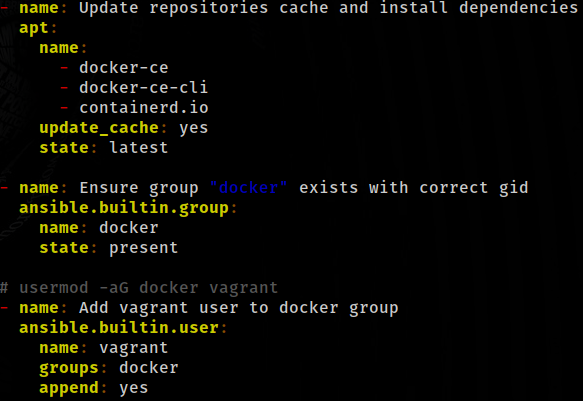 - name: Update repositories cache and install dependencies
  apt:
    name:
      - docker-ce
      - docker-ce-cli
      - containerd.io
    update_cache: yes
    state: latest

- name: Ensure group "docker" exists with correct gid
  ansible.builtin.group:
    name: docker
    state: present

# usermod -aG docker vagrant
- name: Add vagrant user to docker group
  ansible.builtin.user:
    name: vagrant
    groups: docker
    append: yes